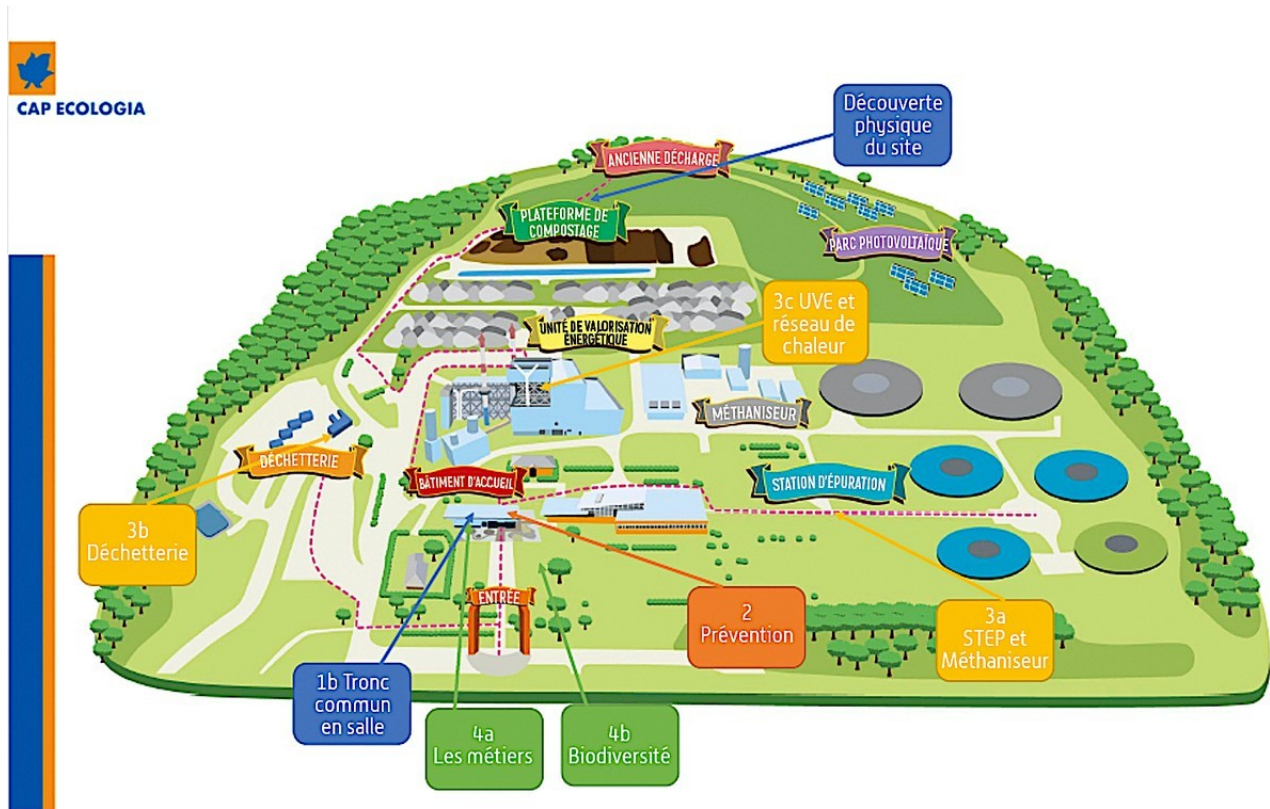 CAP ECOLOGIA
Découverte
physique
du site
ANCIENNE DÉCHARGE
PLATEFORME DE
COMPOSTAGE
PARC PHOTOVOLTAÏQUE
3c UVE et
réseau de
chaleur
UNITÉ DE VALORISATION
ÉNERGÉTIQUE
MÉTHANISEUR
DÉCHETTERIE
BÂTIMENT D'ACCUEIL
STATION D'ÉPURATION
3b
Déchetterie
ENTRÉE
2
Prévention
3a
STEP et
Méthaniseur
1b Tronc
commun
en salle
4a
Les métiers
4b
Biodiversité